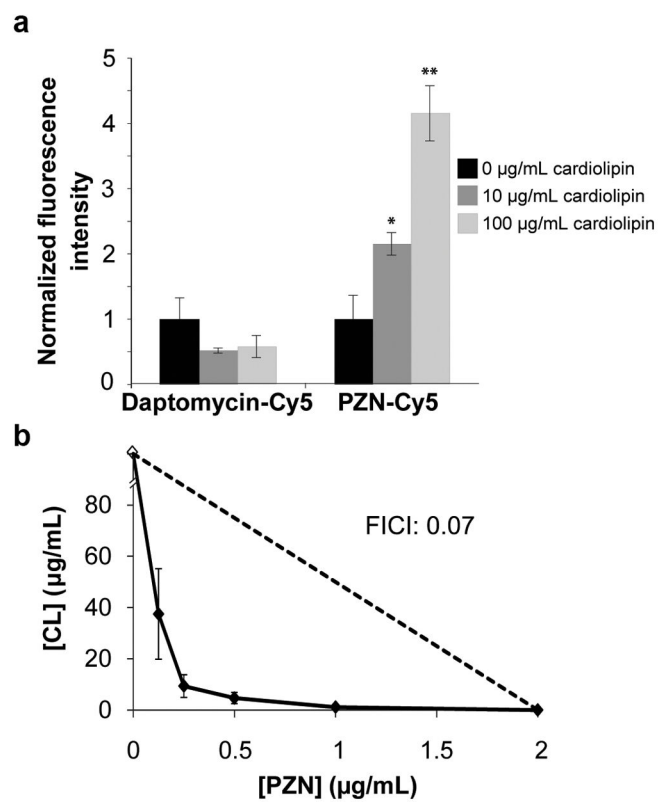 a
Normalized fluorescence
intensity
5
4
3
2
1
0
**
*
0 µg/mL cardiolipin
10 µg/mL cardiolipin
100 µg/mL cardiolipin
Daptomycin-Cy5 PZN-Cy5
b
[CL] (µg/mL)
80
60
40
20
0
FICI: 0.07
0 0.5 1 1.5 2
[PZN] (µg/mL)